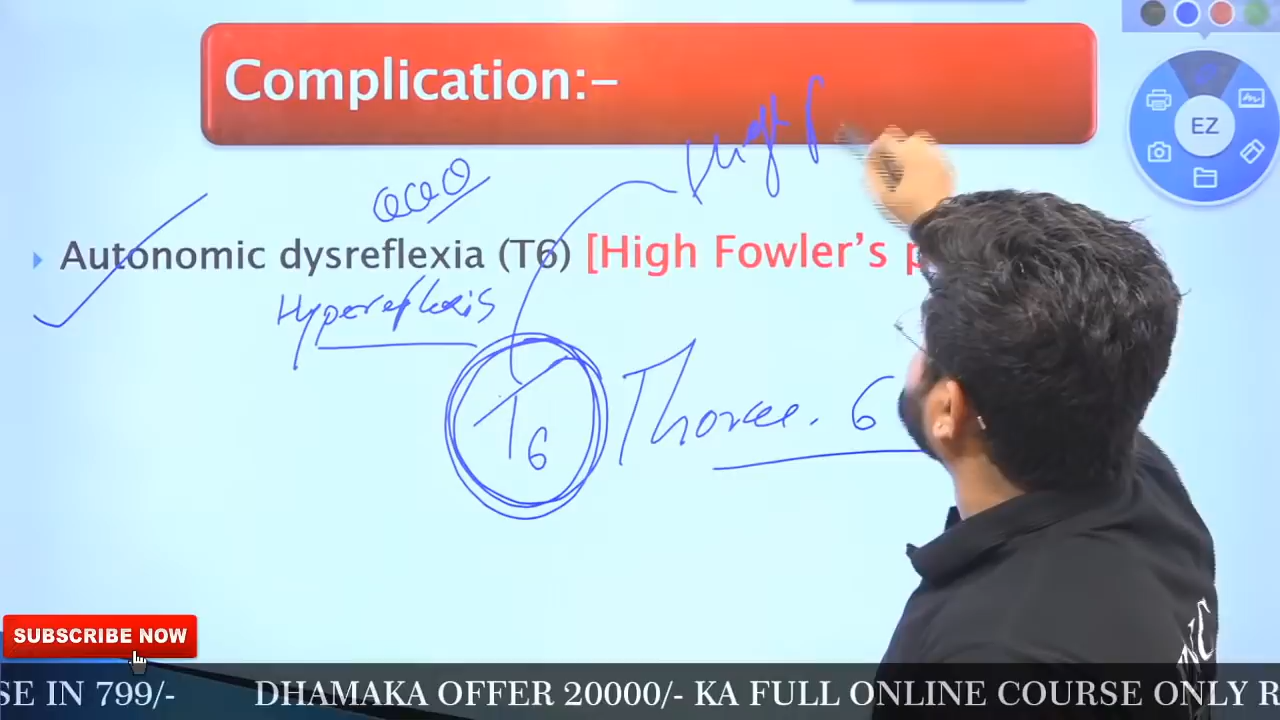 EZ
Complication:-
High F
Autonomic dysreflexia (T6) [High Fowler’s p
T6 Thorac. 6
SUBSCRIBE NOW
SE IN 799/- DHAMAKA OFFER 20000/- KA FULL ONLINE COURSE ONLY R